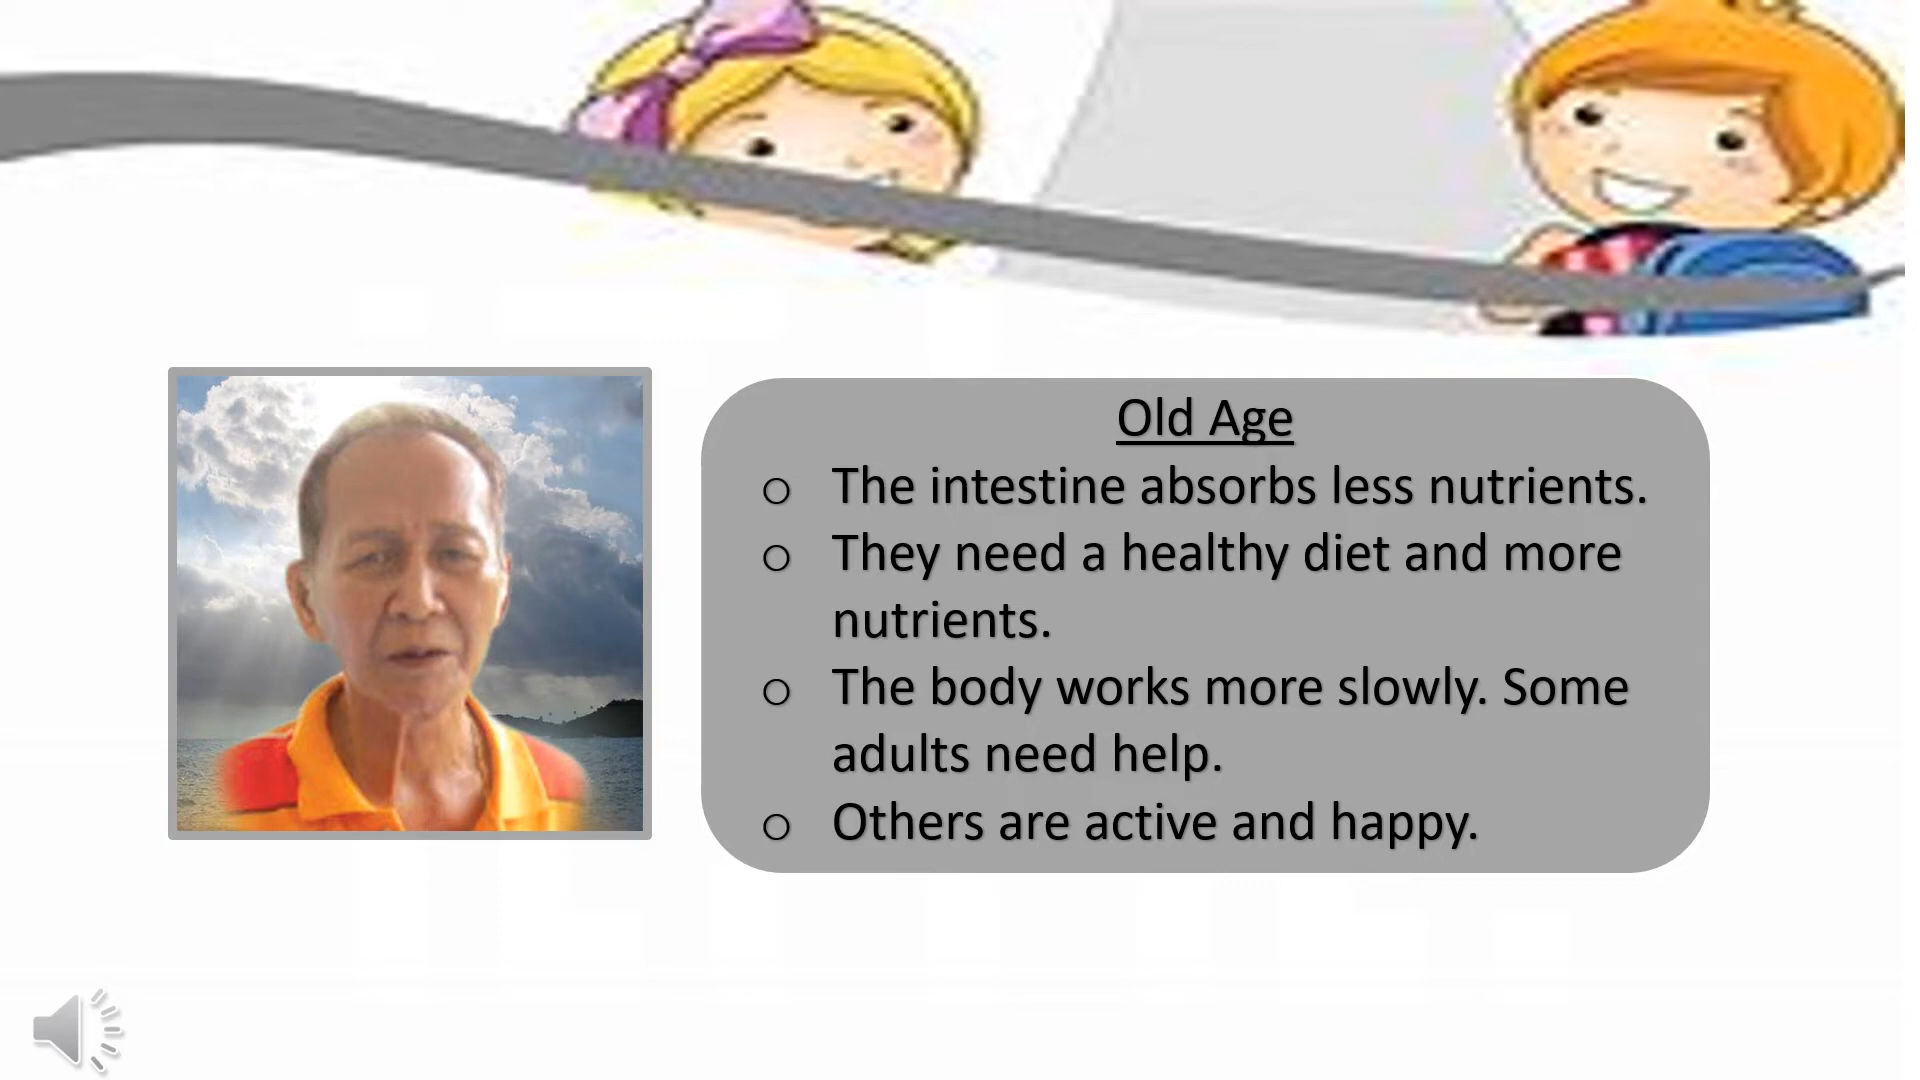 Old Age
o The intestine absorbs less nutrients.
o They need a healthy diet and more
nutrients.
o The body works more slowly. Some
adults need help.
o Others are active and happy.